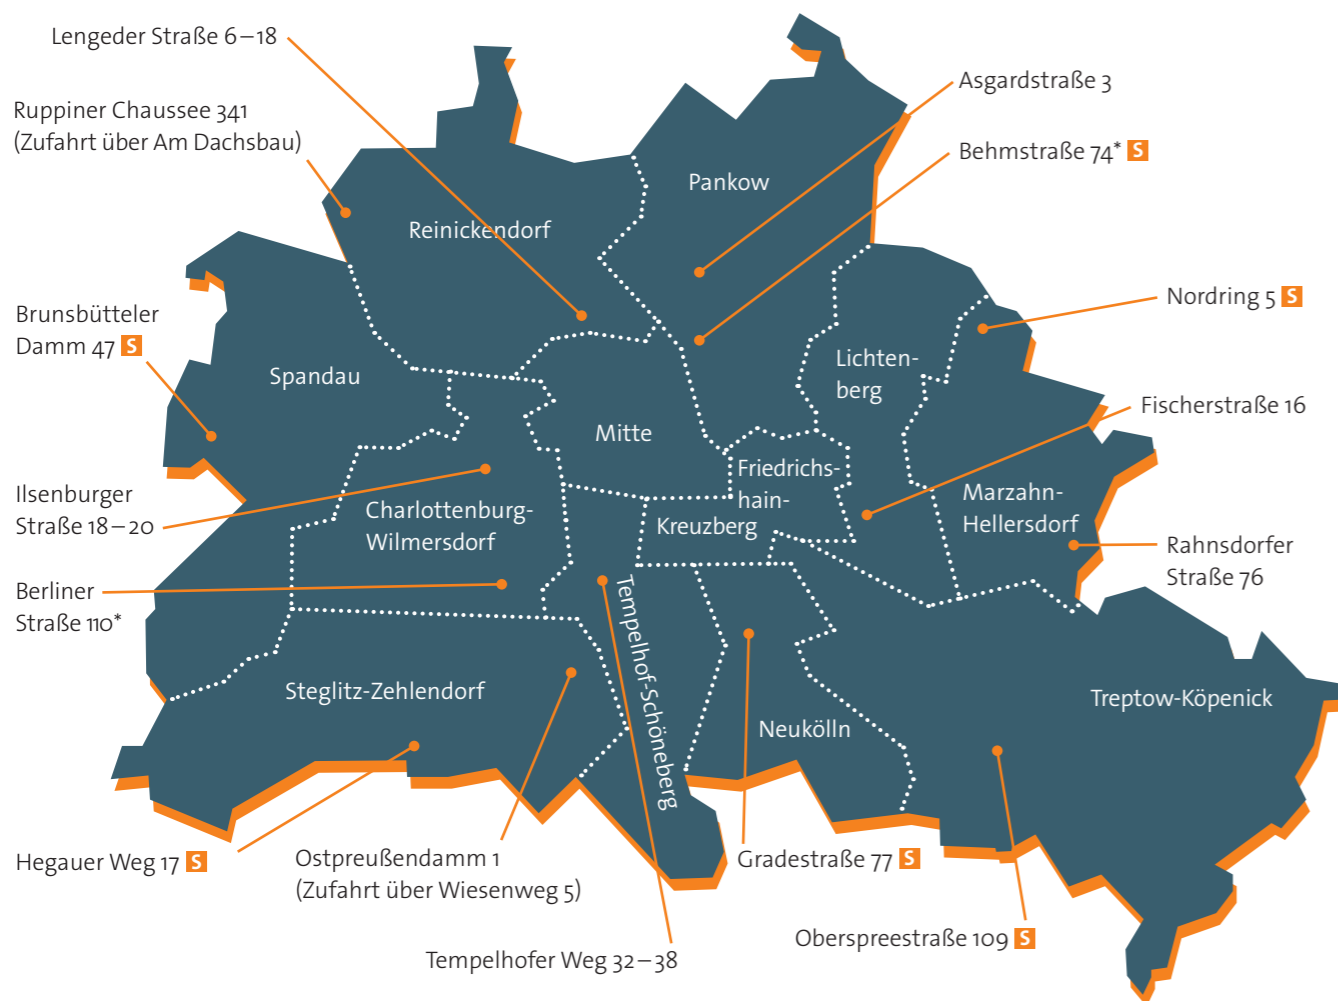 Lengeder Straße 6–18
Ruppiner Chaussee 341
(Zufahrt über Am Dachsbau)
Asgardstraße 3
Behmstraße 74* S
Pankow
Reinickendorf
Nordring 5 S
Brunsbütteler
Damm 47 S
Spandau
Lichten-
berg
Fischerstraße 16
Mitte
Friedrichs-
hain-
Kreuzberg
Marzahn-
Hellersdorf
Ilsenburger
Straße 18–20
Charlottenburg-
Wilmersdorf
Rahnsdorfer
Straße 76
Berliner
Straße 110*
Tempelhof-Schöneberg
Steglitz-Zehlendorf
Treptow-Köpenick
Neukölln
Hegauer Weg 17 S
Ostpreußendamm 1
(Zufahrt über Wiesenweg 5)
Gradestraße 77 S
Oberspreestraße 109 S
Tempelhofer Weg 32–38